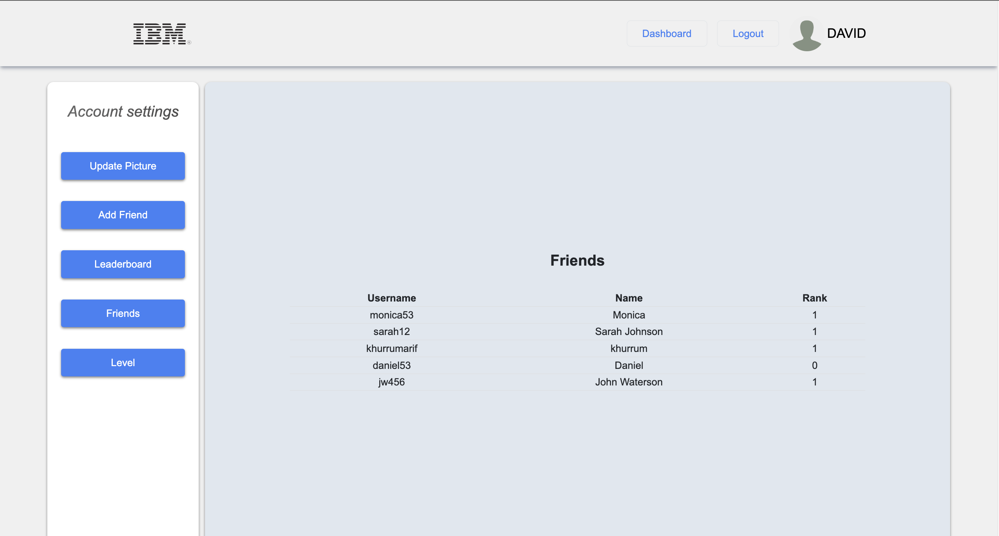 IBM®
Dashboard Logout DAVID
Account settings
Update Picture
Add Friend
Leaderboard
Friends
Level
Friends
Username Name Rank
monica53 Monica 1
sarah12 Sarah Johnson 1
khurrumarif khurrum 1
daniel53 Daniel 0
jw456 John Waterson 1